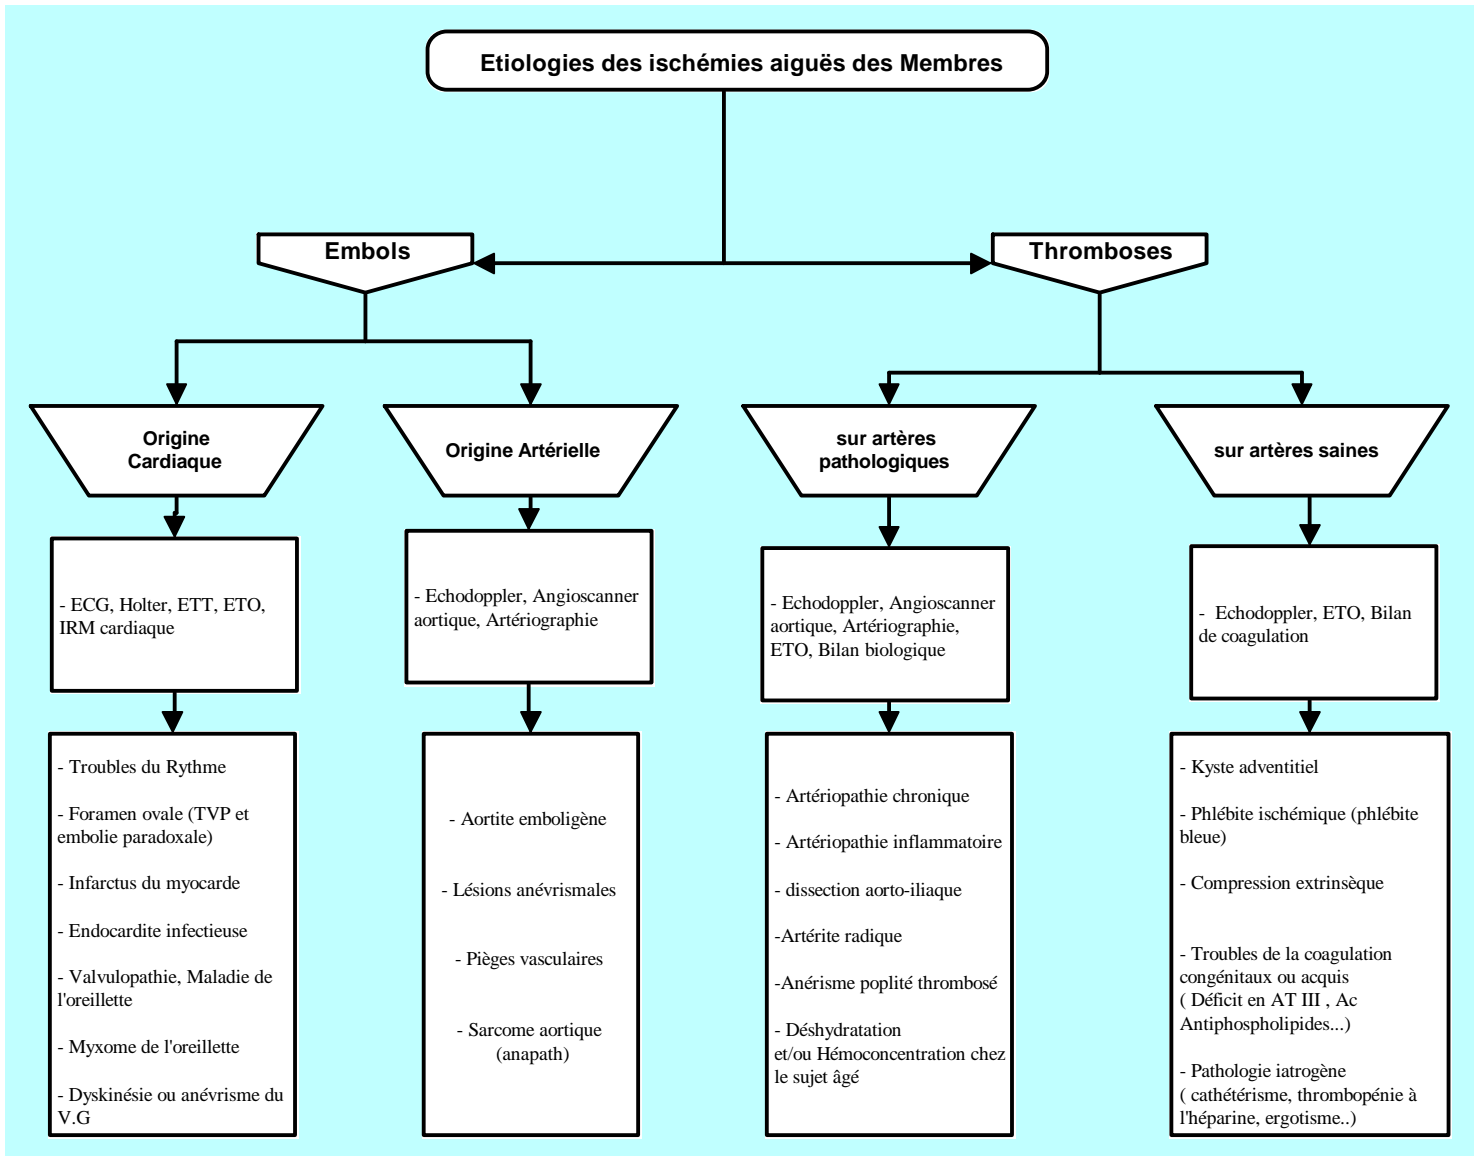 Etiologies des ischémies aiguës des Membres
Embols
Thromboses
Origine
Cardiaque
Origine Artérielle
sur artères
pathologiques
sur artères saines
- ECG, Holter, ETT, ETO,
IRM cardiaque
- Echodoppler, Angioscanner
aortique, Artériographie
- Echodoppler, Angioscanner
aortique, Artériographie,
ETO, Bilan biologique
- Echodoppler, ETO, Bilan
de coagulation
- Troubles du Rythme
- Foramen ovale (TVP et
embolie paradoxale)
- Infarctus du myocarde
- Endocardite infectieuse
- Valvulopathie, Maladie de
l'oreillette
- Myxome de l'oreillette
- Dyskinésie ou anévrisme du
V.G
- Aortite emboligène
- Lésions anévrismales
- Pièges vasculaires
- Sarcome aortique
(anapath)
- Artériopathie chronique
- Artériopathie inflammatoire
- dissection aorto-iliaque
-Artérite radique
-Anérisme poplité thrombosé
- Déshydratation
et/ou Hémoconcentration chez
le sujet âgé
- Kyste adventitiel
- Phlébite ischémique (phlébite
bleue)
- Compression extrinsèque
- Troubles de la coagulation
congénitaux ou acquis
( Déficit en AT III , Ac
Antiphospholipides...)
- Pathologie iatrogène
( cathétérisme, thrombopénie à
l'héparine, ergotisme..)